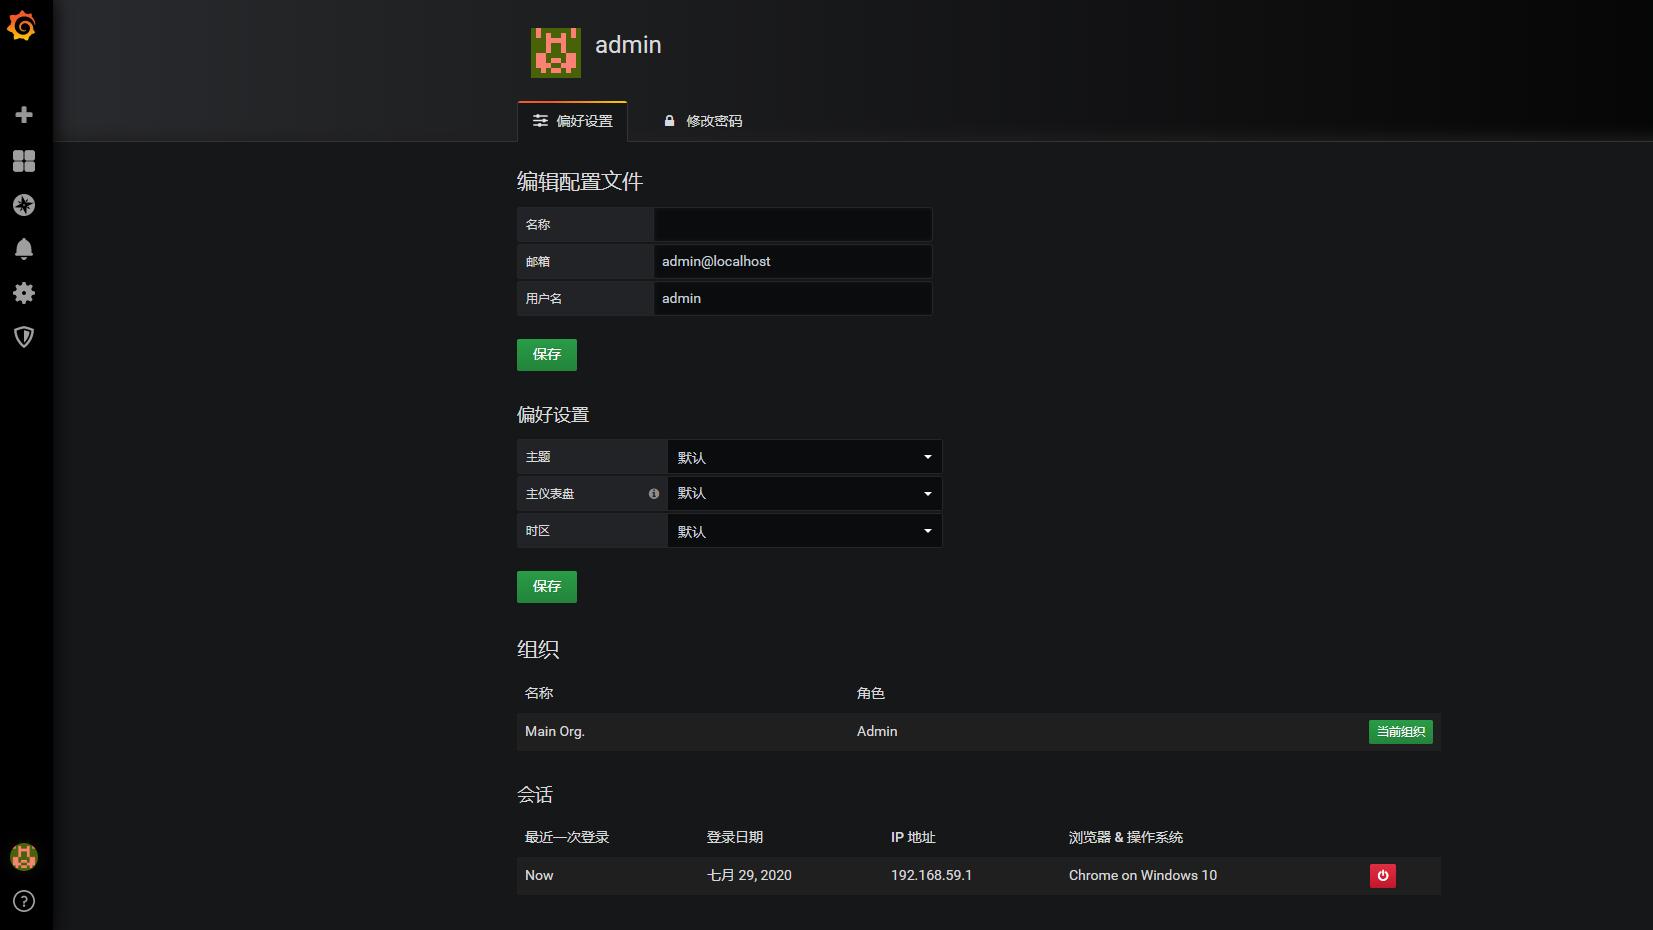 admin
偏好设置 修改密码
编辑配置文件
名称
邮箱 admin@localhost
用户名 admin
保存
偏好设置
主题 默认
主仪表盘 默认
时区 默认
保存
组织
名称 角色
Main Org. Admin 当前组织
会话
最近一次登录 登录日期 IP 地址 浏览器 & 操作系统
Now 七月 29, 2020 192.168.59.1 Chrome on Windows 10